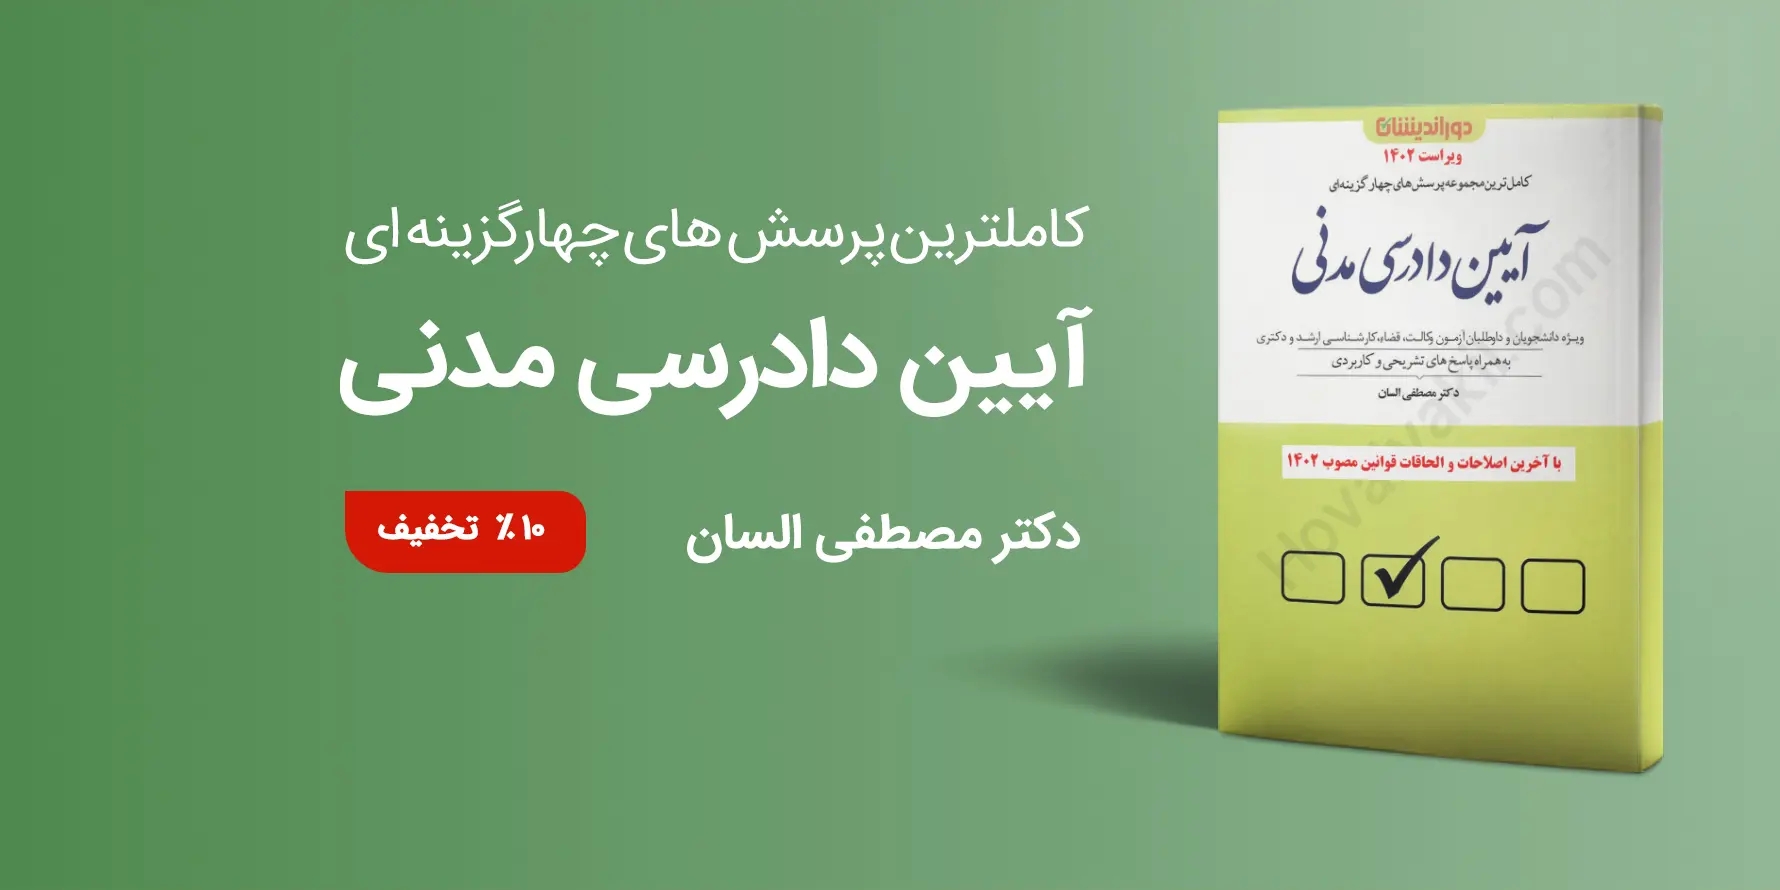 کاملترین پرسش های چهارگزینه ای
آیین دادرسی مدنی
دکتر مصطفی السان
۱۰٪ تخفیف
دوراندیشان
ویراست ۱۴۰۲
کامل‌ترین مجموعه پرسش‌های چهار گزینه‌ای
آیین دادرسی مدنی
ویژه دانشجویان و داوطلبان آزمون وکالت، قضاء، کارشناسی ارشد و دکتری
به همراه پاسخ های تشریحی و کاربردی
دکتر مصطفی السان
با آخرین اصلاحات و الحاقات قوانین مصوب ۱۴۰۲
Hovalvakil.com